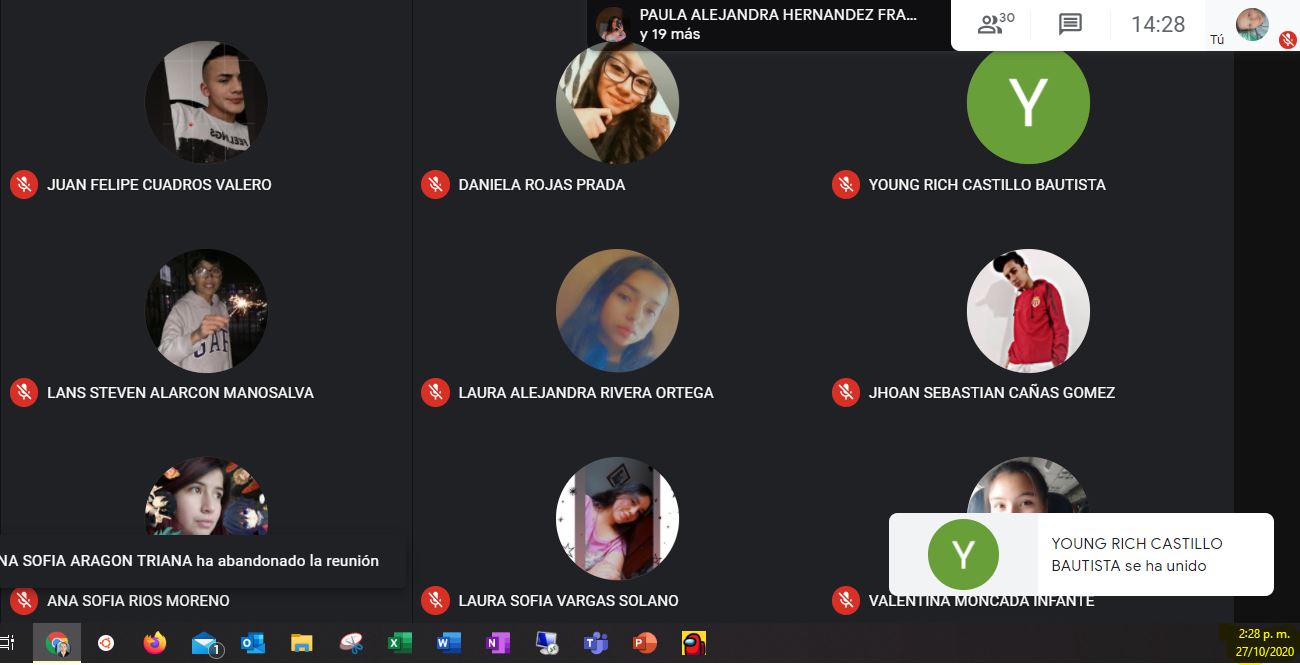 PAULA ALEJANDRA HERNANDEZ FRA...
y 19 más
30
14:28
Tú
Y
JUAN FELIPE CUADROS VALERO
DANIELA ROJAS PRADA
YOUNG RICH CASTILLO BAUTISTA
GAP
LANS STEVEN ALARCON MANOSALVA
LAURA ALEJANDRA RIVERA ORTEGA
JHOAN SEBASTIAN CAÑAS GOMEZ
NA SOFIA ARAGON TRIANA ha abandonado la reunión
Y
YOUNG RICH CASTILLO
BAUTISTA se ha unido
ANA SOFIA RIOS MORENO
LAURA SOFIA VARGAS SOLANO
VALENTINA MONCADA INFANTE
1
2:28 p. m.
27/10/2020